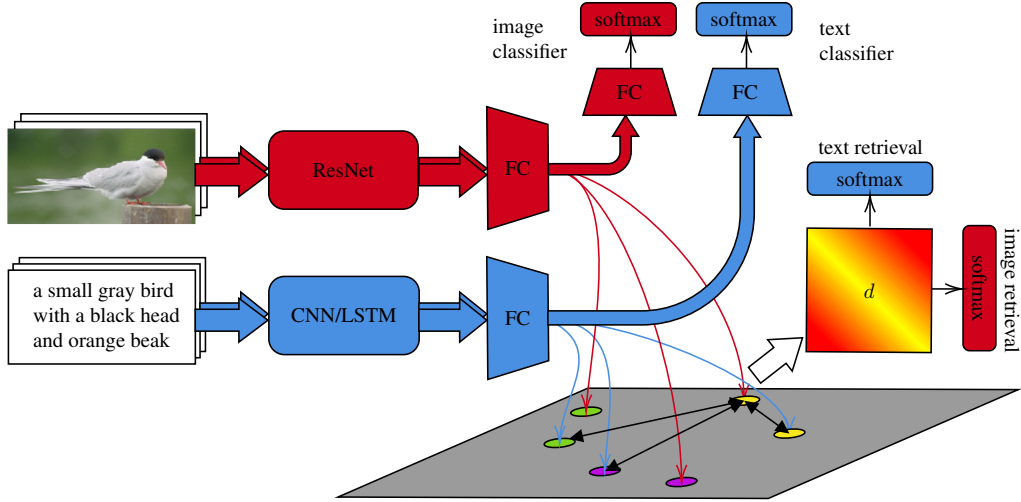 image
classifier
softmax
softmax
text
classifier
FC
FC
ResNet
FC
text retrieval
softmax
a small gray bird
with a black head
and orange beak
CNN/LSTM
FC
d
softmax
image retrieval